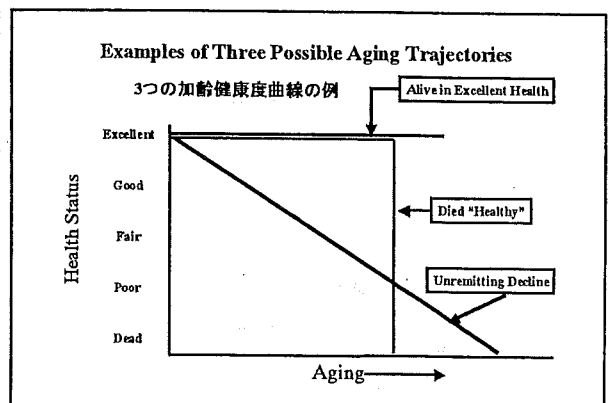 Examples of Three Possible Aging Trajectories
3つの加齢健康度曲線の例
Alive in Excellent Health
Excellent
Good
Died "Healthy"
Fair
Health Status
Unremitting Decline
Poor
Dead
Aging